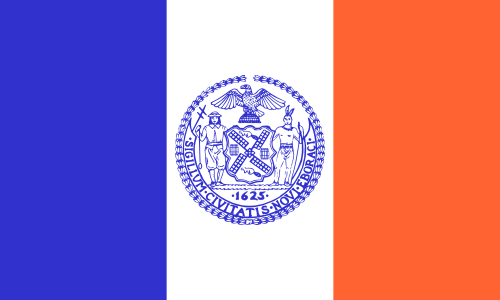 · SIGILLUM · CIVITATIS · NOVI · EBORACI ·
· 1625 ·